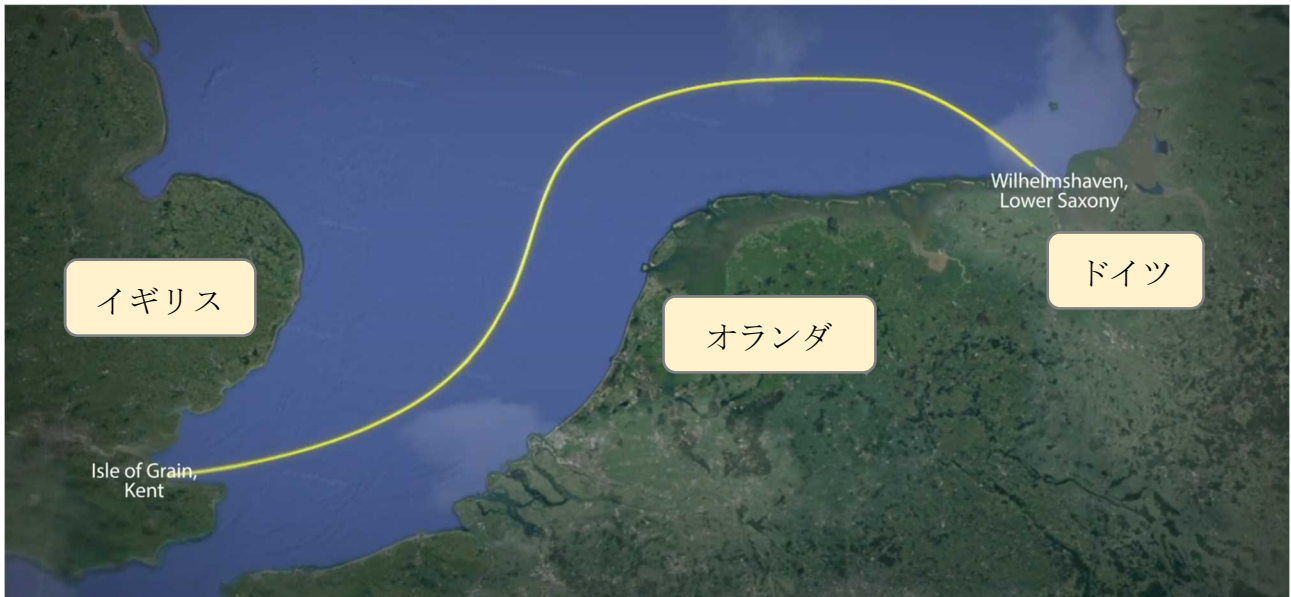 Wilhelmshaven,
Lower Saxony
イギリス
ドイツ
オランダ
Isle of Grain,
Kent